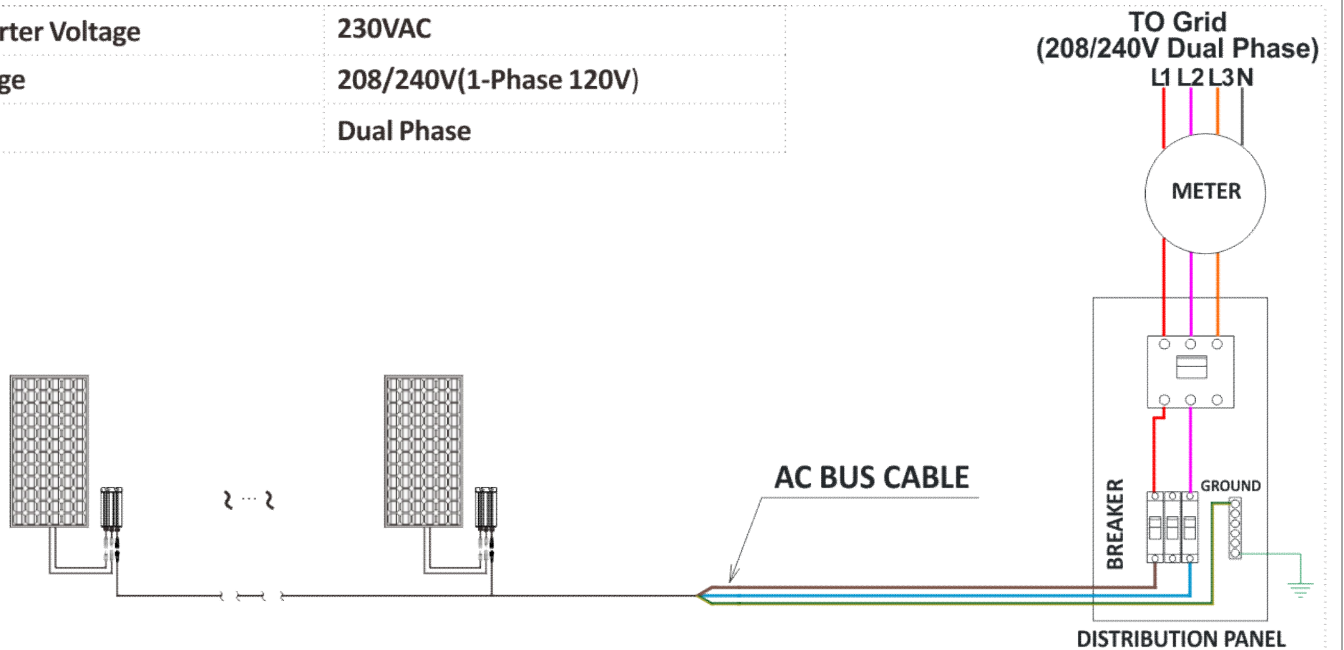 rter Voltage 230VAC
ge 208/240V(1-Phase 120V)
Dual Phase
TO Grid
(208/240V Dual Phase)
L1 L2 L3 N
METER
AC BUS CABLE
BREAKER
GROUND
DISTRIBUTION PANEL